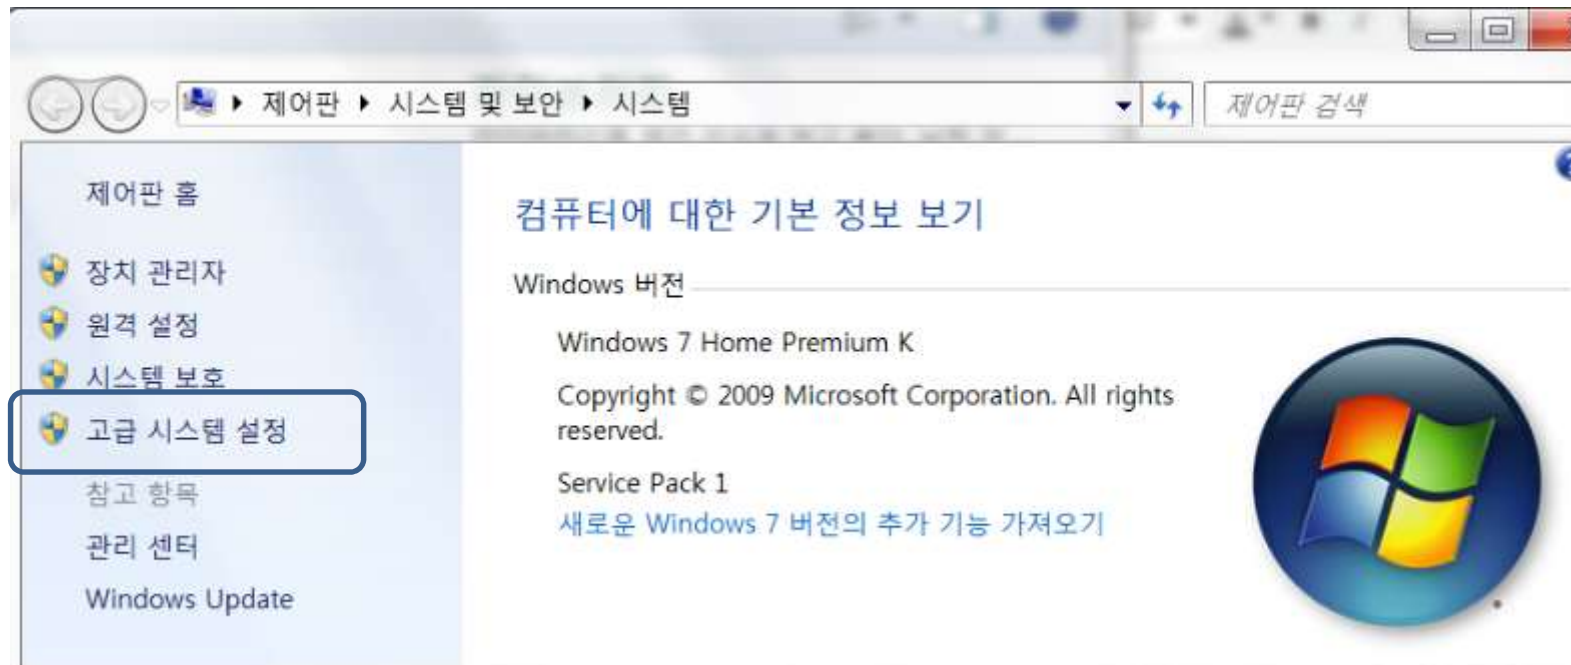 제어판 ▶ 시스템 및 보안 ▶ 시스템
제어판 검색
제어판 홈
장치 관리자
원격 설정
시스템 보호
고급 시스템 설정
참고 항목
관리 센터
Windows Update
컴퓨터에 대한 기본 정보 보기
Windows 버전
Windows 7 Home Premium K
Copyright © 2009 Microsoft Corporation. All rights
reserved.
Service Pack 1
새로운 Windows 7 버전의 추가 기능 가져오기